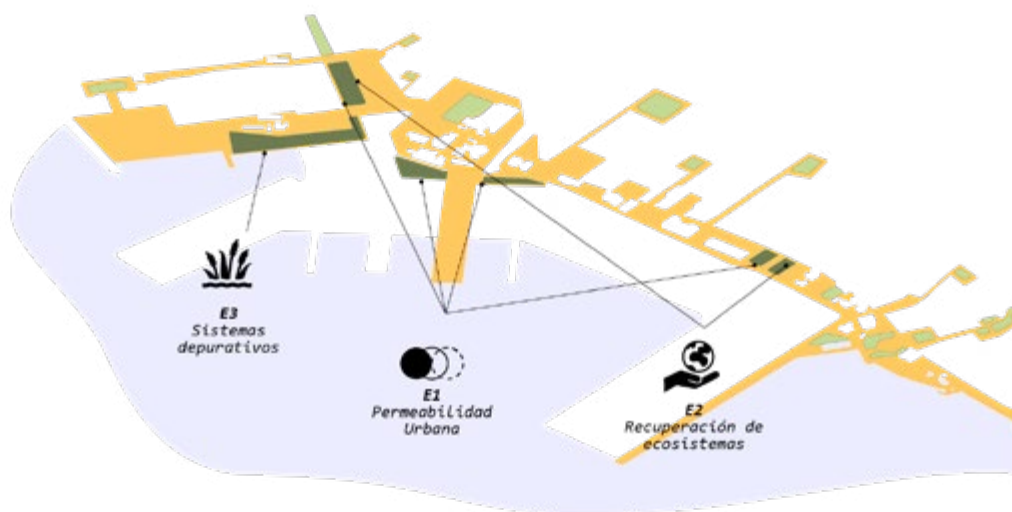 E3
Sistemas
depurativos
E1
Permeabilidad
Urbana
E2
Recuperación de
ecosistemas